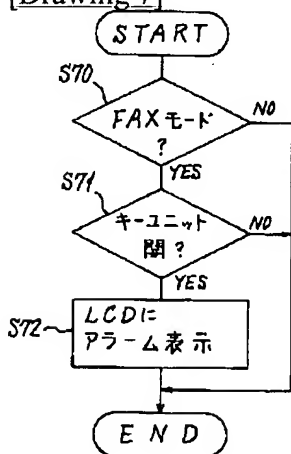 [Drawing 7]
START
S70
FAXモード
?
NO
YES
S71
キーユニット
開?
NO
YES
S72
LCDに
アラーム表示
END